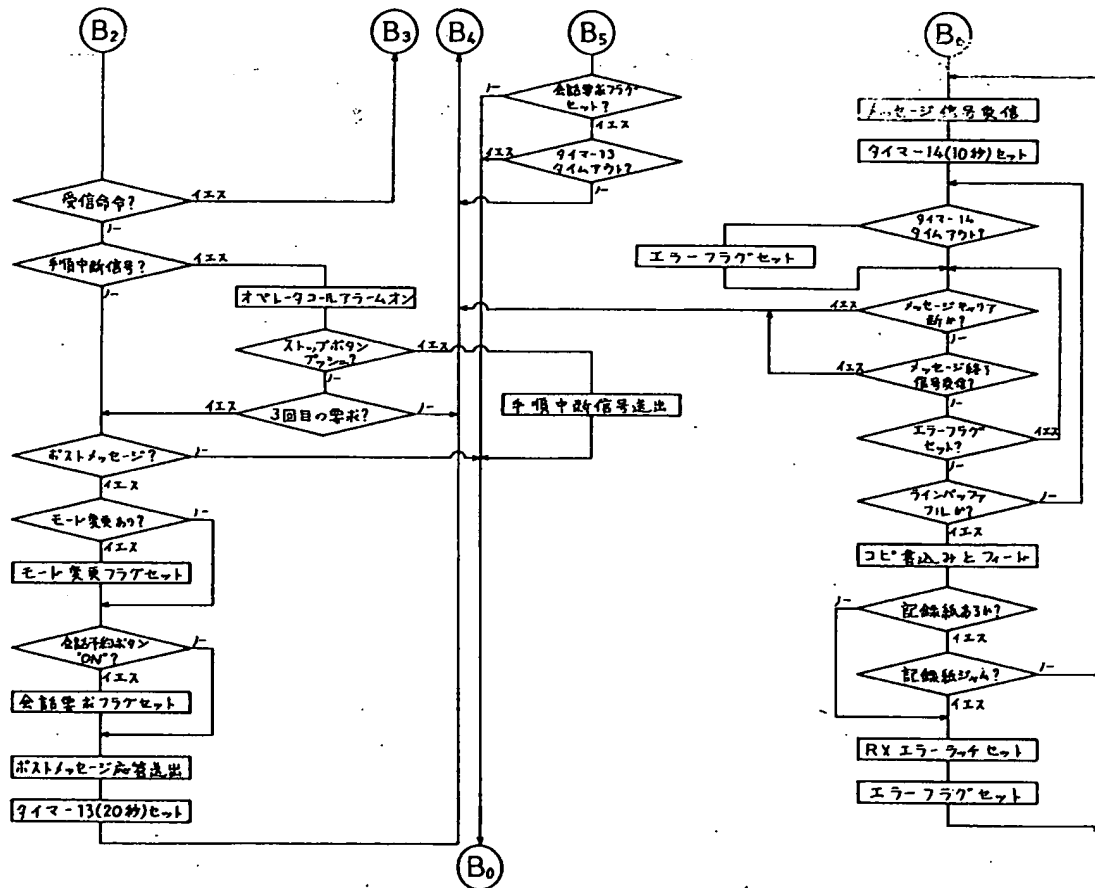 B2
B3
B4
B5
会話要求フラグ
セット?
ノー
イエス
タイマー13
タイムアウト?
イエス
ノー
受信命令?
イエス
ノー
手順中断信号?
イエス
ノー
オペレータコールアラームオン
ストップボタン
プッシュ?
イエス
ノー
3回目の要求?
イエス
ノー
手順中断信号送出
ポストメッセージ?
ノー
イエス
モード変更あり?
ノー
イエス
モード変更フラグセット
会話予約ボタン
"ON"?
ノー
イエス
会話要求フラグセット
ポストメッセージ応答送出
タイマー13(20秒)セット
B0
メッセージ信号受信
タイマー14(10秒)セット
タイマー14
タイムアウト?
エラーフラグセット
メッセージキャリア
断か?
イエス
ノー
メッセージ終了
信号受信?
イエス
ノー
エラーフラグ
セット?
イエス
ノー
ラインバッファ
フルか?
ノー
イエス
コピー書込みとフィード
記録紙あるか?
ノー
イエス
記録紙ジャム?
ノー
イエス
RXエラーラッチセット
エラーフラグセット